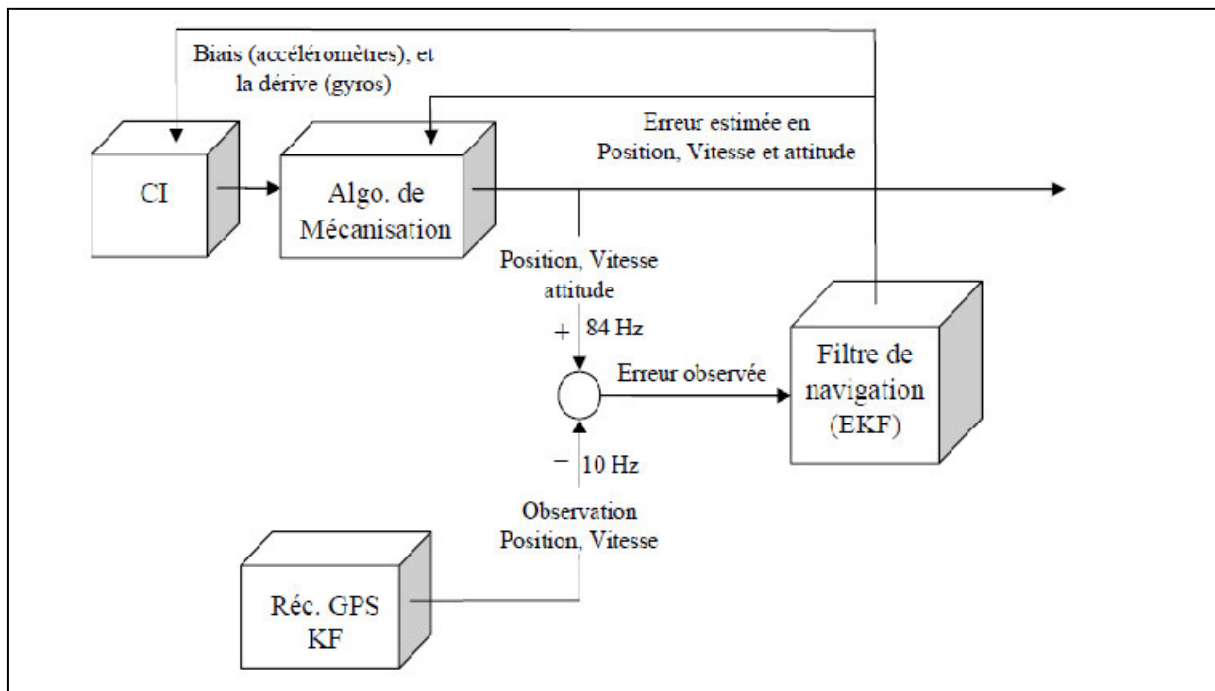 Biais (accéléromètres), et
la dérive (gyros)
Erreur estimée en
Position, Vitesse et attitude
CI
Algo. de
Mécanisation
Position, Vitesse
attitude
+ 84 Hz
Erreur observée
Filtre de
navigation
(EKF)
− 10 Hz
Observation
Position, Vitesse
Réc. GPS
KF